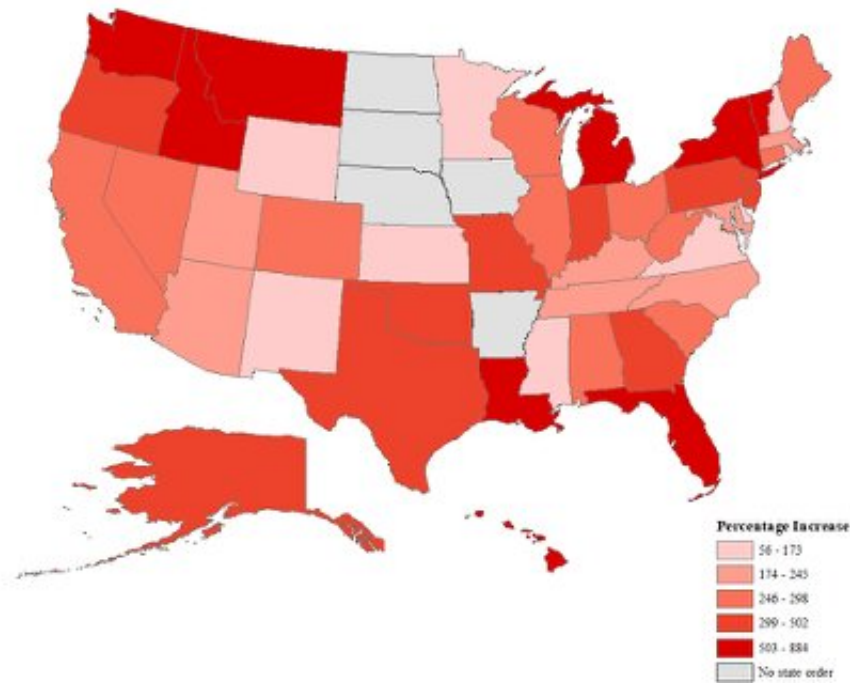 Percentage Increase
56 - 173
174 - 245
246 - 298
299 - 502
503 - 884
No state order